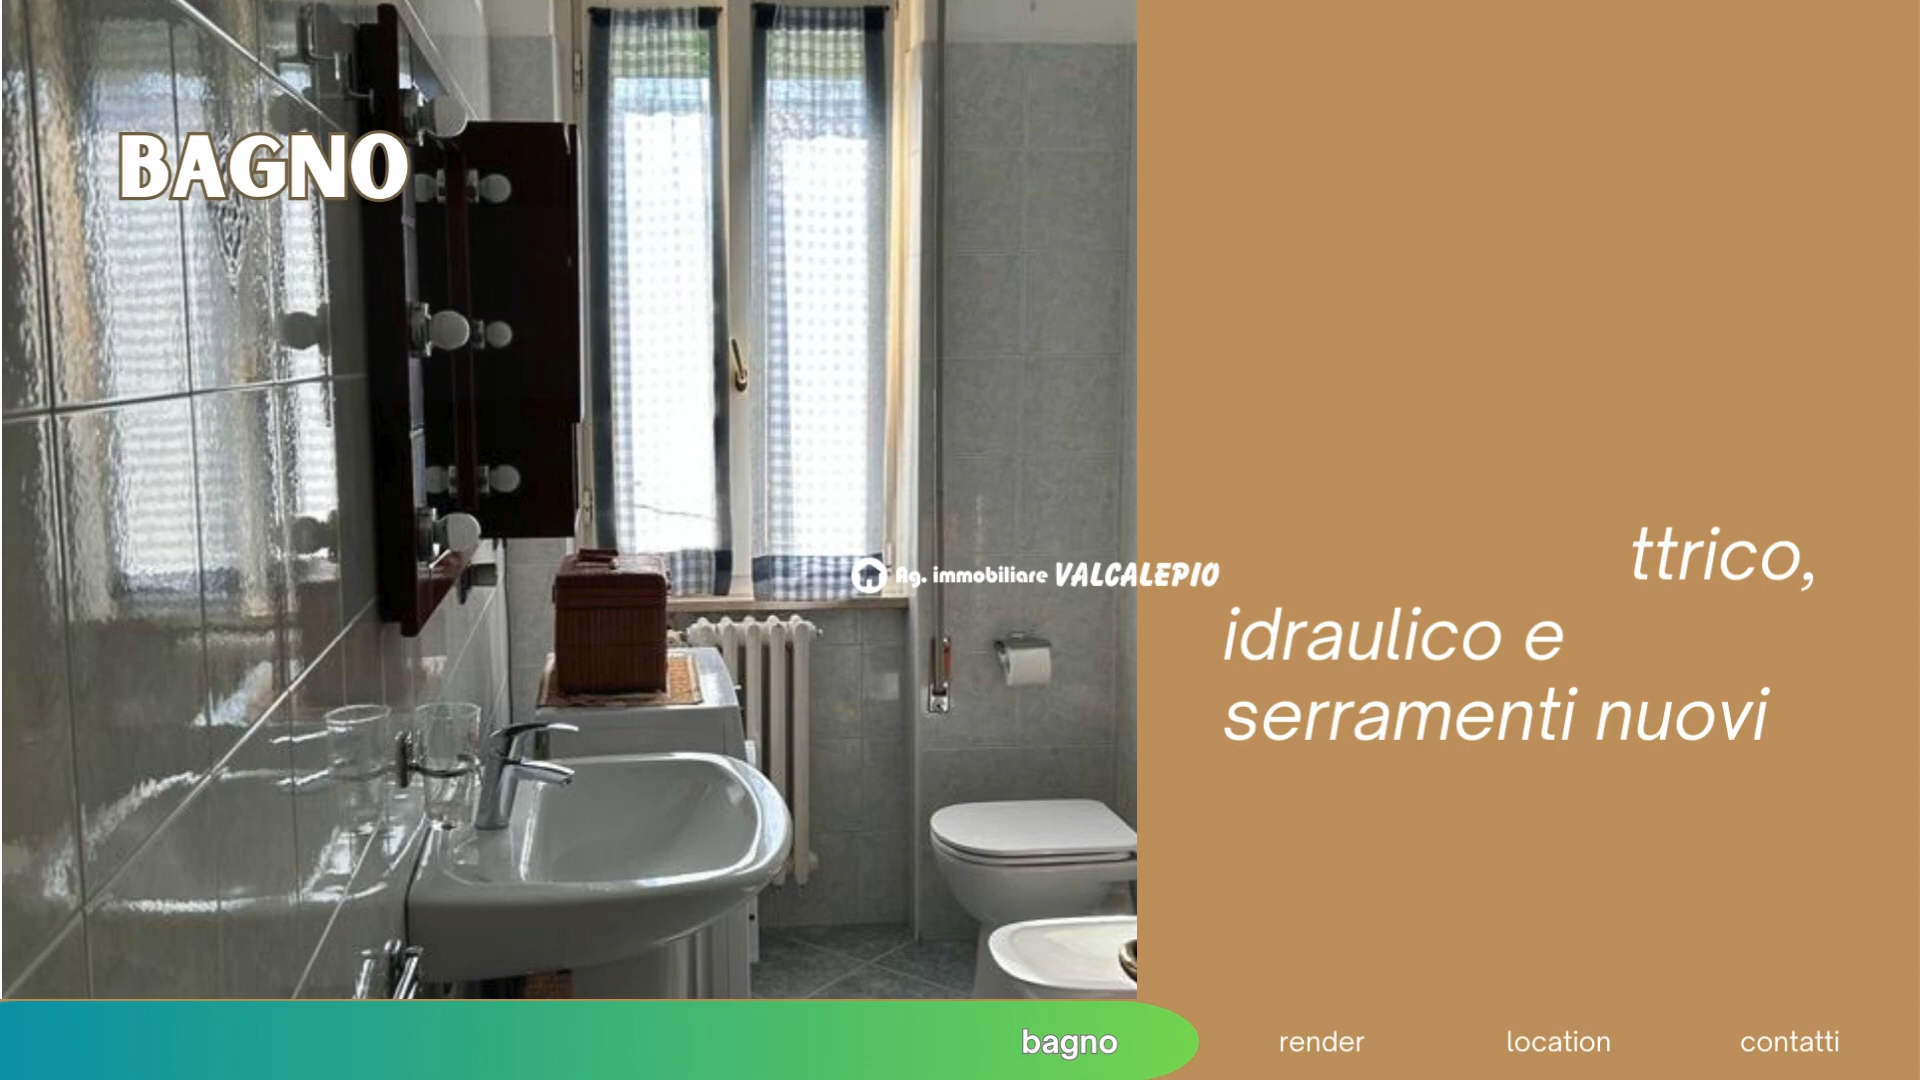 BAGNO
Ag. immobiliare VALCALEPIO
ttrico,
idraulico e
serramenti nuovi
bagno
render
location
contatti